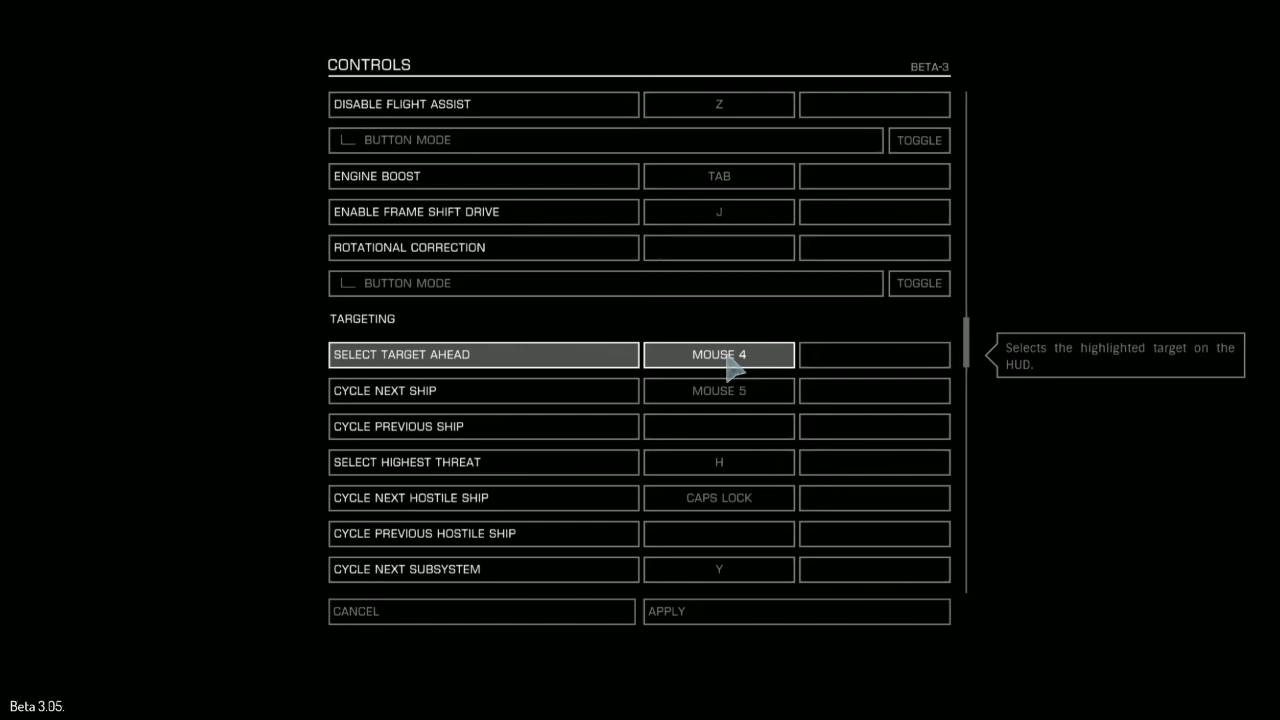 CONTROLS BETA-3
DISABLE FLIGHT ASSIST Z
BUTTON MODE TOGGLE
ENGINE BOOST TAB
ENABLE FRAME SHIFT DRIVE J
ROTATIONAL CORRECTION
BUTTON MODE TOGGLE
TARGETING
SELECT TARGET AHEAD MOUSE 4
Selects the highlighted target on the
HUD.
CYCLE NEXT SHIP MOUSE 5
CYCLE PREVIOUS SHIP
SELECT HIGHEST THREAT H
CYCLE NEXT HOSTILE SHIP CAPS LOCK
CYCLE PREVIOUS HOSTILE SHIP
CYCLE NEXT SUBSYSTEM Y
CANCEL APPLY
Beta 3.05.